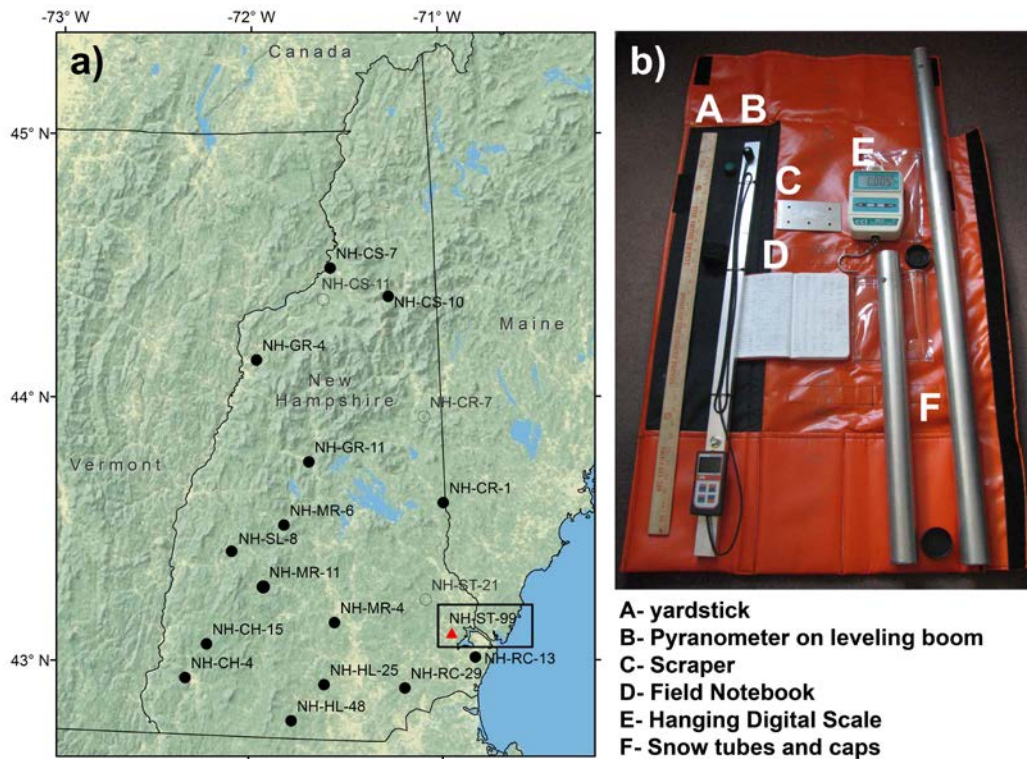 -73° W
-72° W
-71° W
a)
Canada
45° N
NH-CS-7
NH-CS-11
NH-CS-10
Maine
NH-GR-4
44° N
New
Hampshire
NH-CR-7
Vermont
NH-GR-11
NH-CR-1
NH-MR-6
NH-SL-8
NH-MR-11
NH-ST-21
NH-MR-4
NH-ST-99
NH-CH-15
43° N
NH-RC-13
NH-CH-4
NH-HL-25
NH-RC-29
NH-HL-48
b)
A
B
E
C
D
F
A- yardstick
B- Pyranometer on leveling boom
C- Scraper
D- Field Notebook
E- Hanging Digital Scale
F- Snow tubes and caps